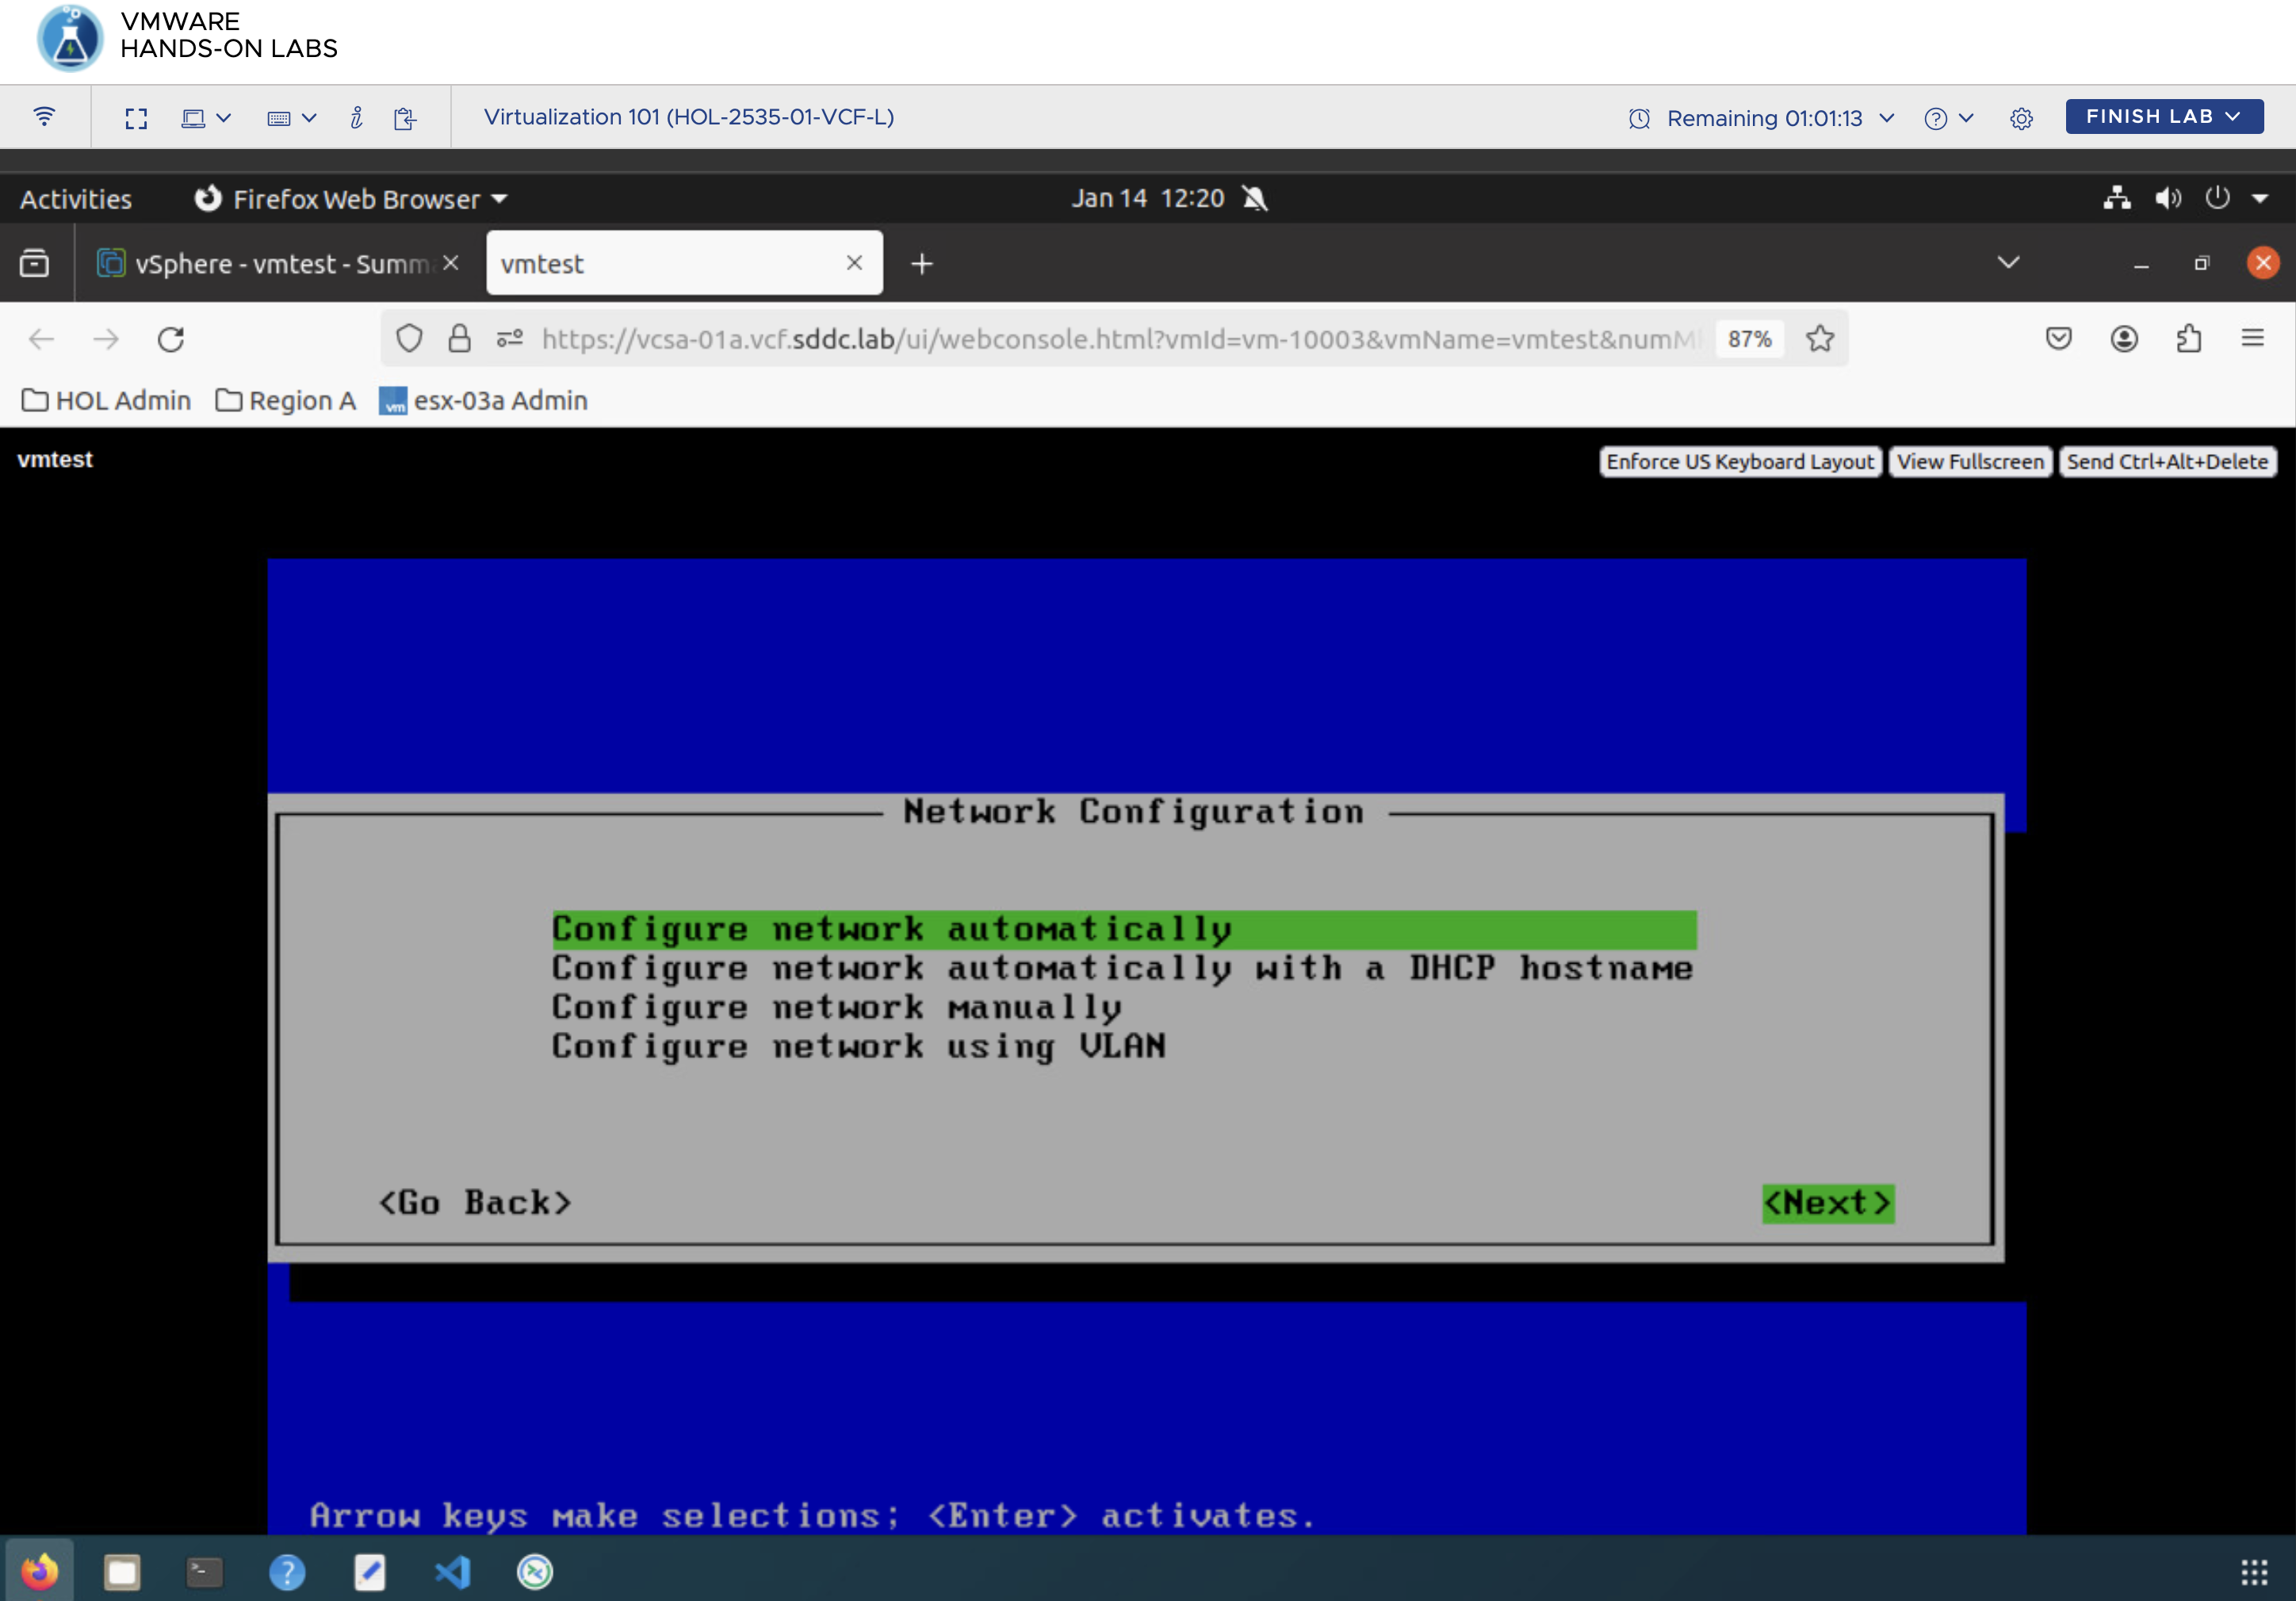 VMWARE
HANDS-ON LABS
Virtualization 101 (HOL-2535-01-VCF-L)
Remaining 01:01:13
FINISH LAB
Activities
Firefox Web Browser
Jan 14 12:20
vSphere - vmtest - Summ
vmtest
https://vcsa-01a.vcf.sddc.lab/ui/webconsole.html?vmId=vm-10003&vmName=vmtest&numM
87%
HOL Admin
Region A
vm esx-03a Admin
vmtest
Enforce US Keyboard Layout
View Fullscreen
Send Ctrl+Alt+Delete
Network Configuration
Configure network automatically
Configure network automatically with a DHCP hostname
Configure network manually
Configure network using VLAN
<Go Back>
<Next>
Arrow keys make selections; <Enter> activates.